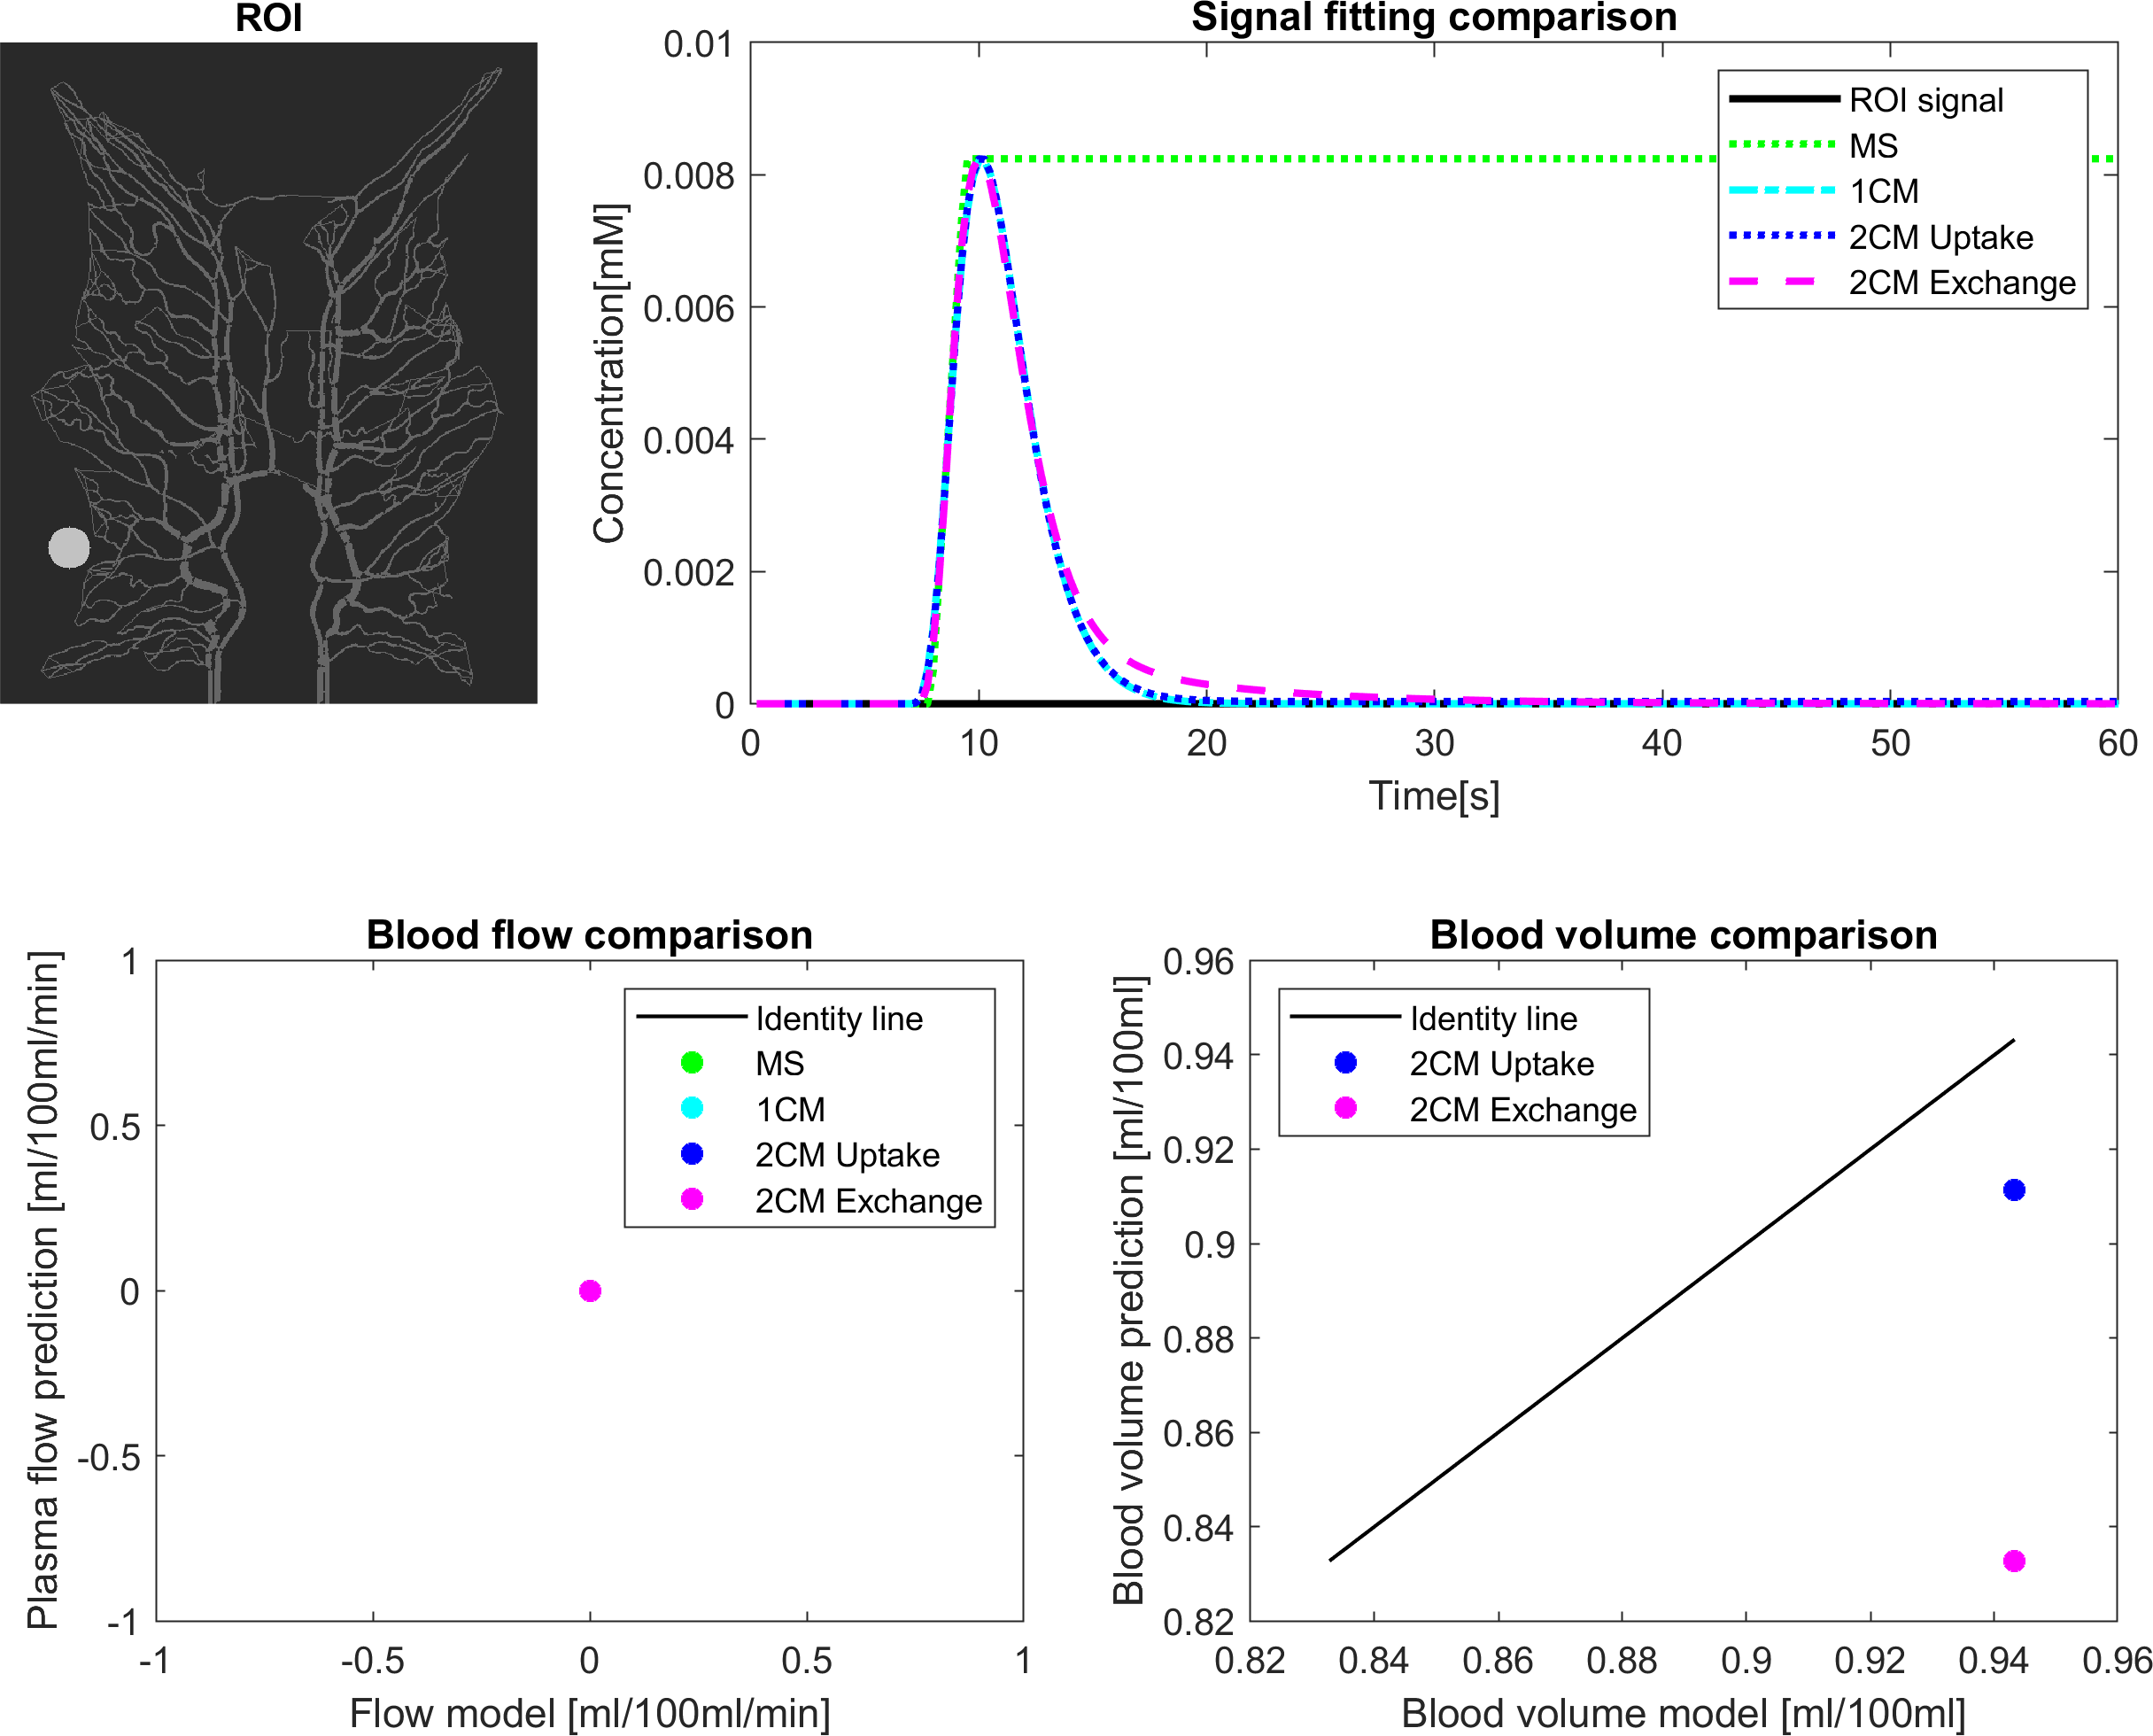 ROI
Signal fitting comparison
0.01
0.008
0.006
0.004
0.002
0
Concentration[mM]
0 10 20 30 40 50 60
Time[s]
ROI signal
MS
1CM
2CM Uptake
2CM Exchange
Blood flow comparison
1
0.5
0
-0.5
-1
Plasma flow prediction [ml/100ml/min]
-1 -0.5 0 0.5 1
Flow model [ml/100ml/min]
Identity line
MS
1CM
2CM Uptake
2CM Exchange
Blood volume comparison
0.96
0.94
0.92
0.9
0.88
0.86
0.84
0.82
Blood volume prediction [ml/100ml]
0.82 0.84 0.86 0.88 0.9 0.92 0.94 0.96
Blood volume model [ml/100ml]
Identity line
2CM Uptake
2CM Exchange